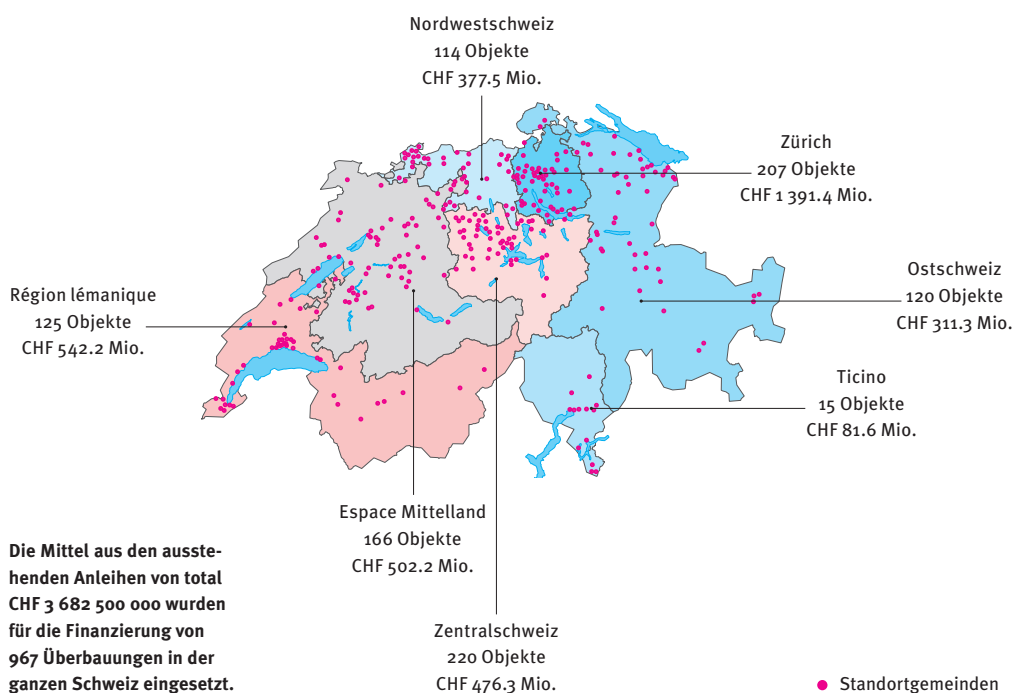 Nordwestschweiz
114 Objekte
CHF 377.5 Mio.
Zürich
207 Objekte
CHF 1 391.4 Mio.
Ostschweiz
120 Objekte
CHF 311.3 Mio.
Région lémanique
125 Objekte
CHF 542.2 Mio.
Ticino
15 Objekte
CHF 81.6 Mio.
Espace Mittelland
166 Objekte
CHF 502.2 Mio.
Zentralschweiz
220 Objekte
CHF 476.3 Mio.
Die Mittel aus den ausste-
henden Anleihen von total
CHF 3 682 500 000 wurden
für die Finanzierung von
967 Überbauungen in der
ganzen Schweiz eingesetzt.
Standortgemeinden